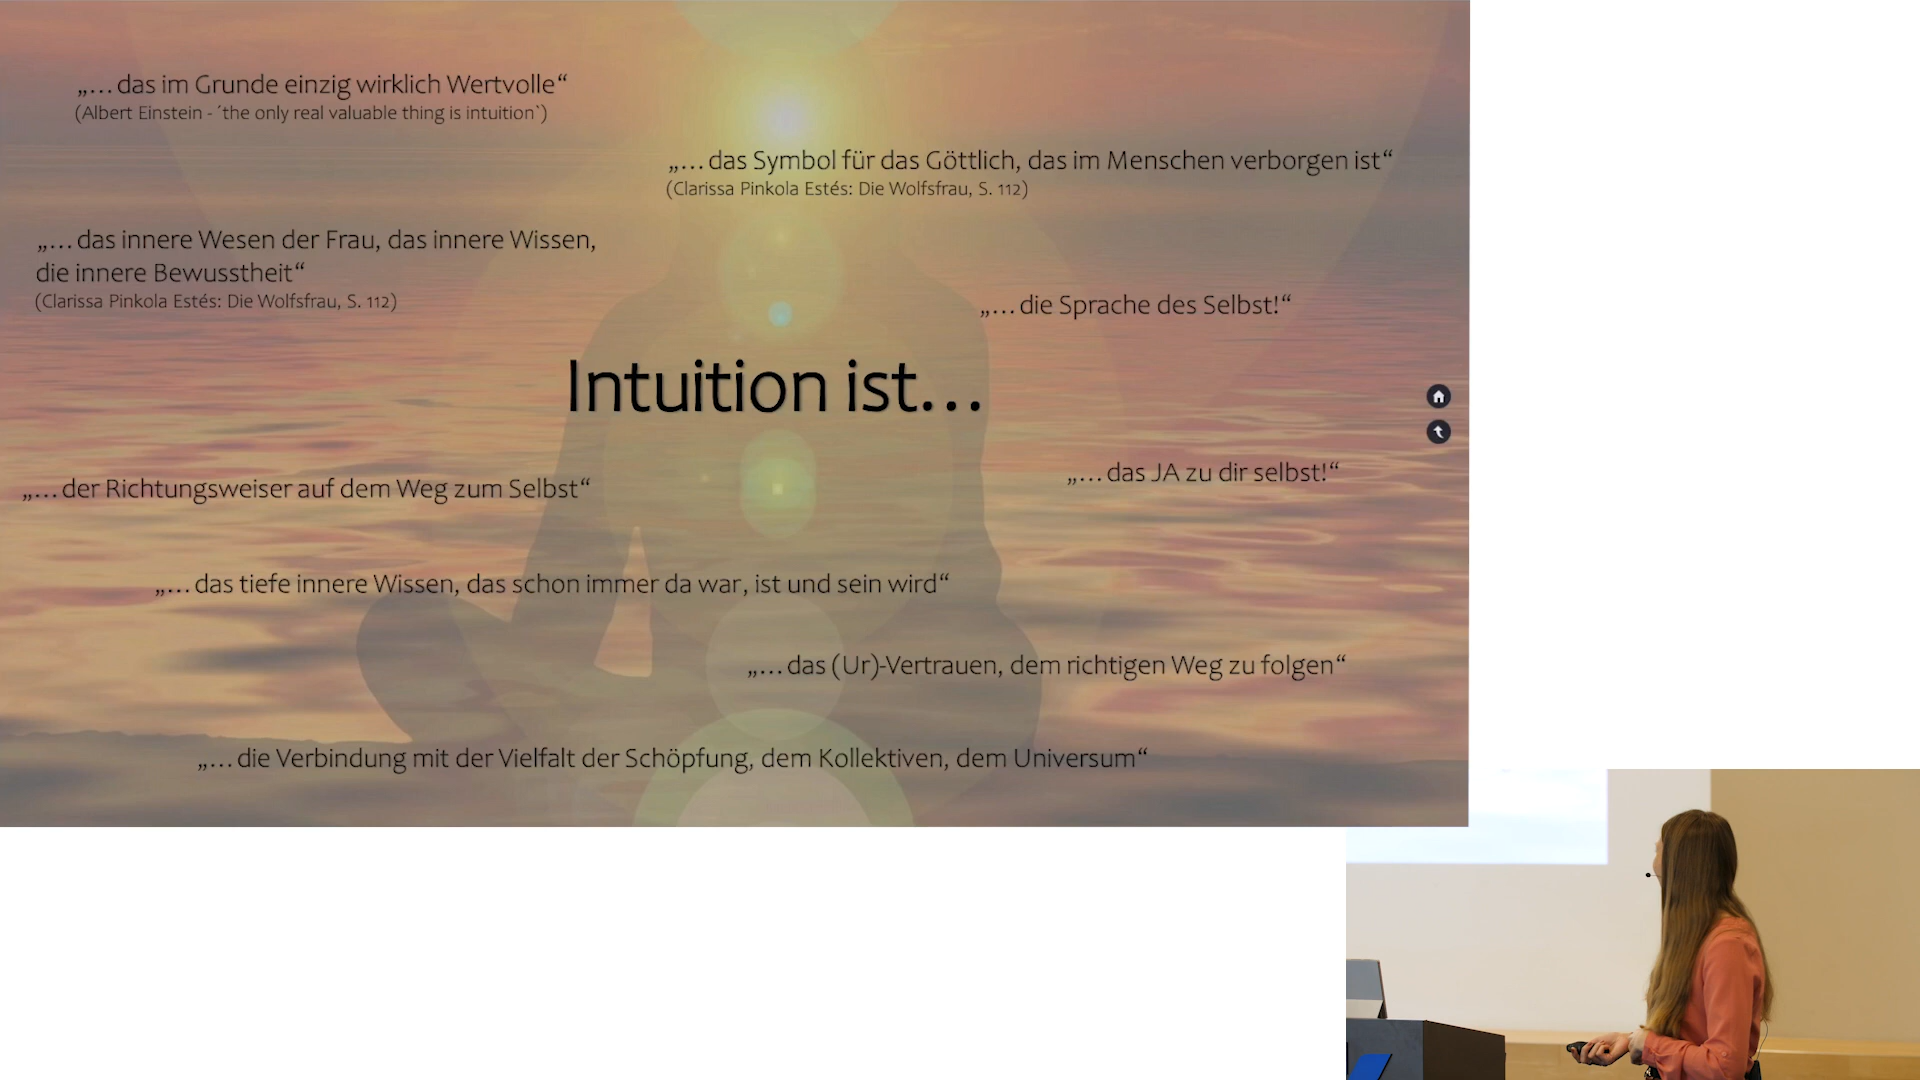 „…das im Grunde einzig wirklich Wertvolle“
(Albert Einstein - ´the only real valuable thing is intuition`)
„…das Symbol für das Göttlich, das im Menschen verborgen ist“
(Clarissa Pinkola Estés: Die Wolfsfrau, S. 112)
„…das innere Wesen der Frau, das innere Wissen,
die innere Bewusstheit“
(Clarissa Pinkola Estés: Die Wolfsfrau, S. 112)
„…die Sprache des Selbst!“
Intuition ist…
„…das JA zu dir selbst!“
„…der Richtungsweiser auf dem Weg zum Selbst“
„…das tiefe innere Wissen, das schon immer da war, ist und sein wird“
„…das (Ur)-Vertrauen, dem richtigen Weg zu folgen“
„…die Verbindung mit der Vielfalt der Schöpfung, dem Kollektiven, dem Universum“